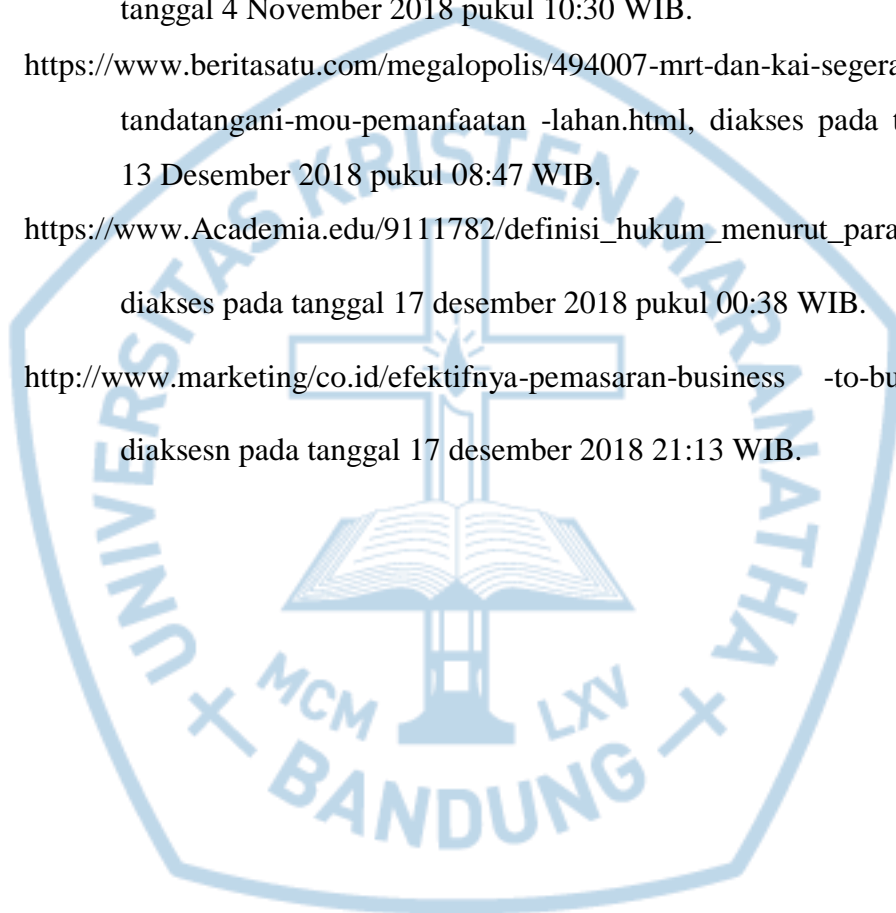 tanggal 4 November 2018 pukul 10:30 WIB.
https://www.beritasatu.com/megalopolis/494007-mrt-dan-kai-segera
tandatangani-mou-pemanfaatan -lahan.html, diakses pada t
13 Desember 2018 pukul 08:47 WIB.
https://www.Academia.edu/9111782/definisi_hukum_menurut_para
diakses pada tanggal 17 desember 2018 pukul 00:38 WIB.
http://www.marketing/co.id/efektifnya-pemasaran-business -to-bu
diaksesn pada tanggal 17 desember 2018 21:13 WIB.
UNIVERSITAS KRISTEN MARANATHA
MCM LXV
BANDUNG